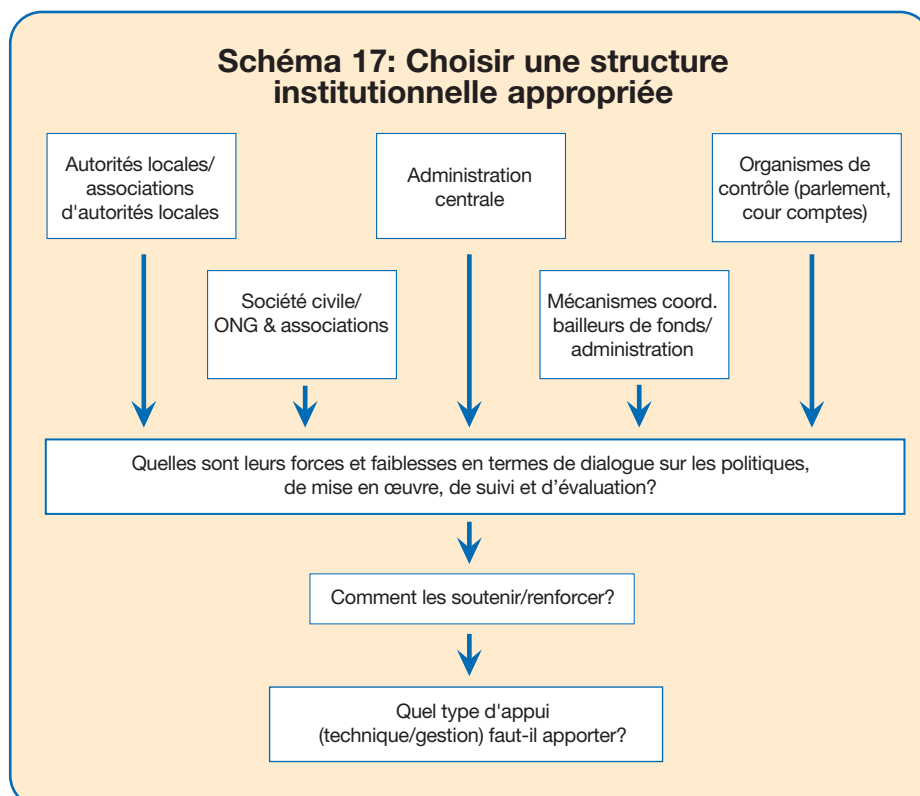 Schéma 17: Choisir une structure
institutionnelle appropriée
Autorités locales/
associations
d'autorités locales
Administration
centrale
Organismes de
contrôle (parlement,
cour comptes)
Société civile/
ONG & associations
Mécanismes coord.
bailleurs de fonds/
administration
Quelles sont leurs forces et faiblesses en termes de dialogue sur les politiques,
de mise en œuvre, de suivi et d’évaluation?
Comment les soutenir/renforcer?
Quel type d'appui
(technique/gestion) faut-il apporter?